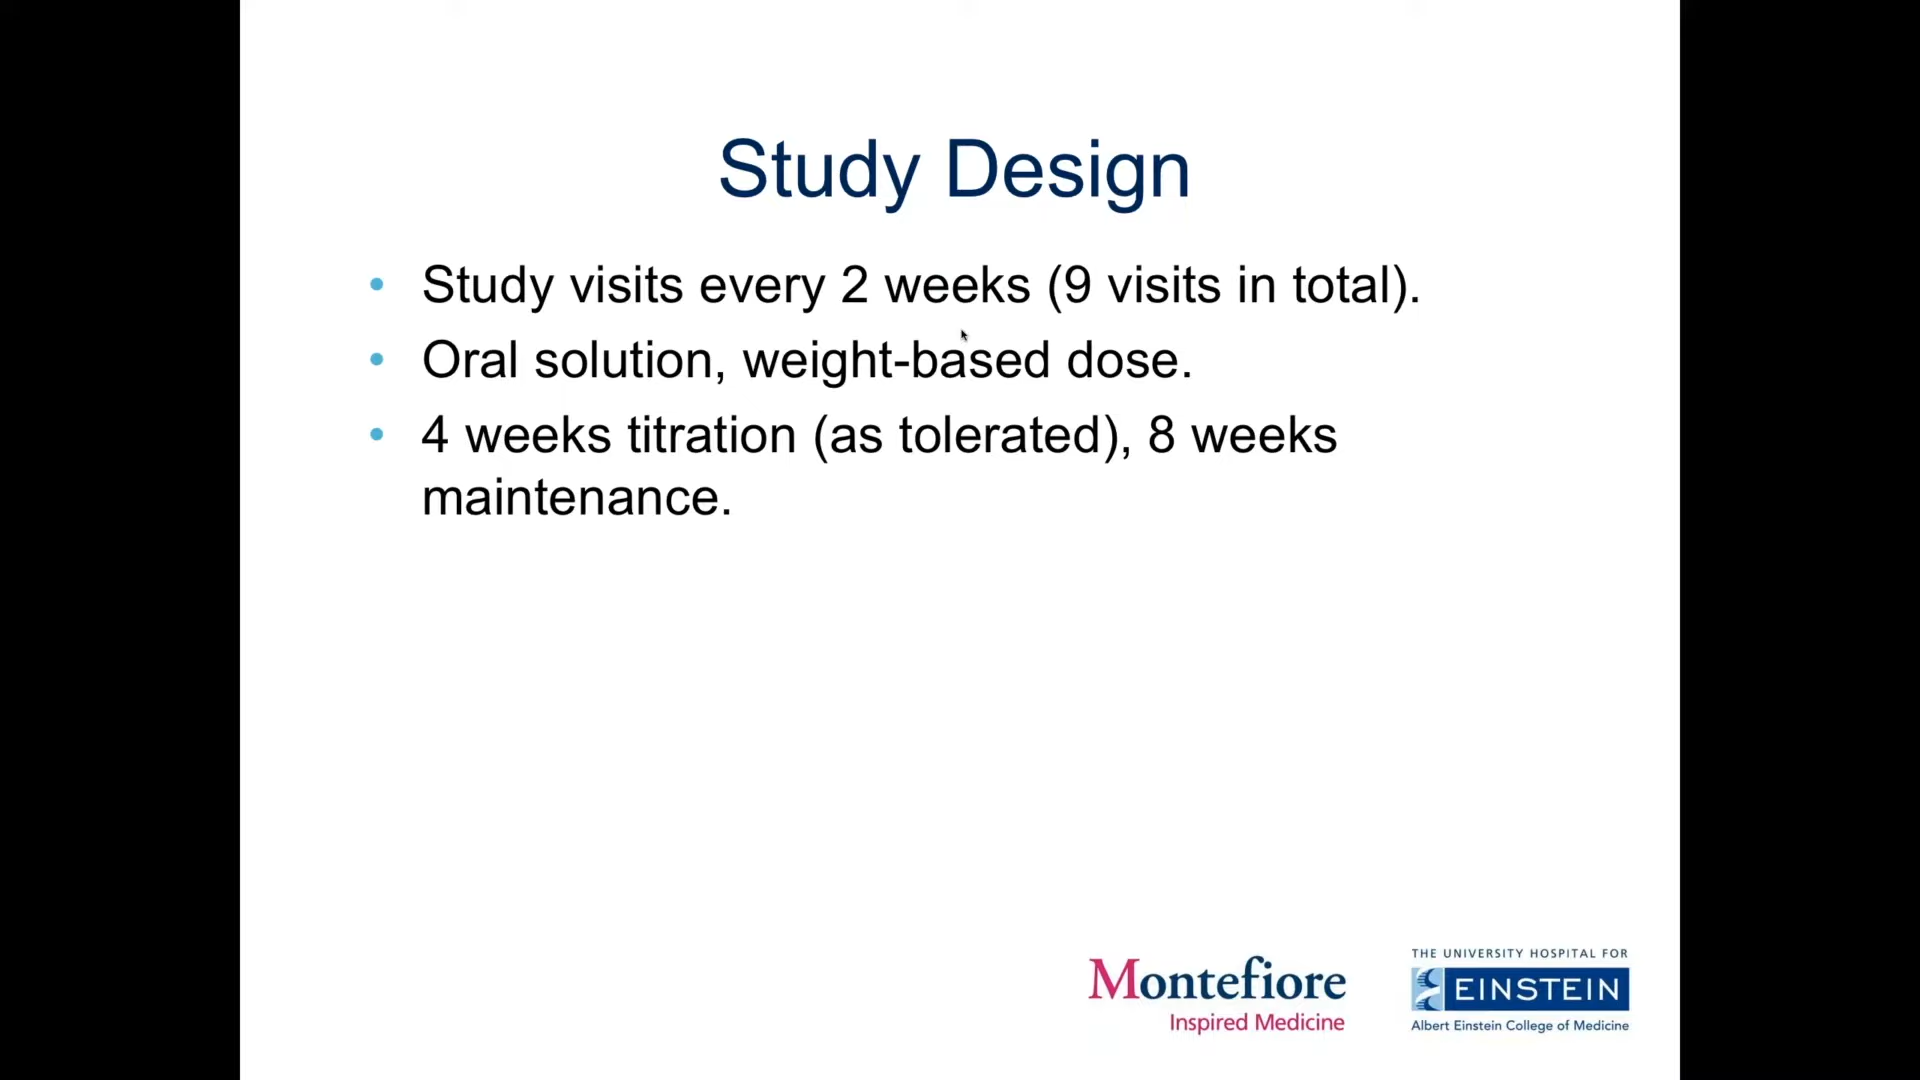 Study Design
• Study visits every 2 weeks (9 visits in total).
• Oral solution, weight-based dose.
• 4 weeks titration (as tolerated), 8 weeks
maintenance.
Montefiore
Inspired Medicine
THE UNIVERSITY HOSPITAL FOR
EINSTEIN
Albert Einstein College of Medicine